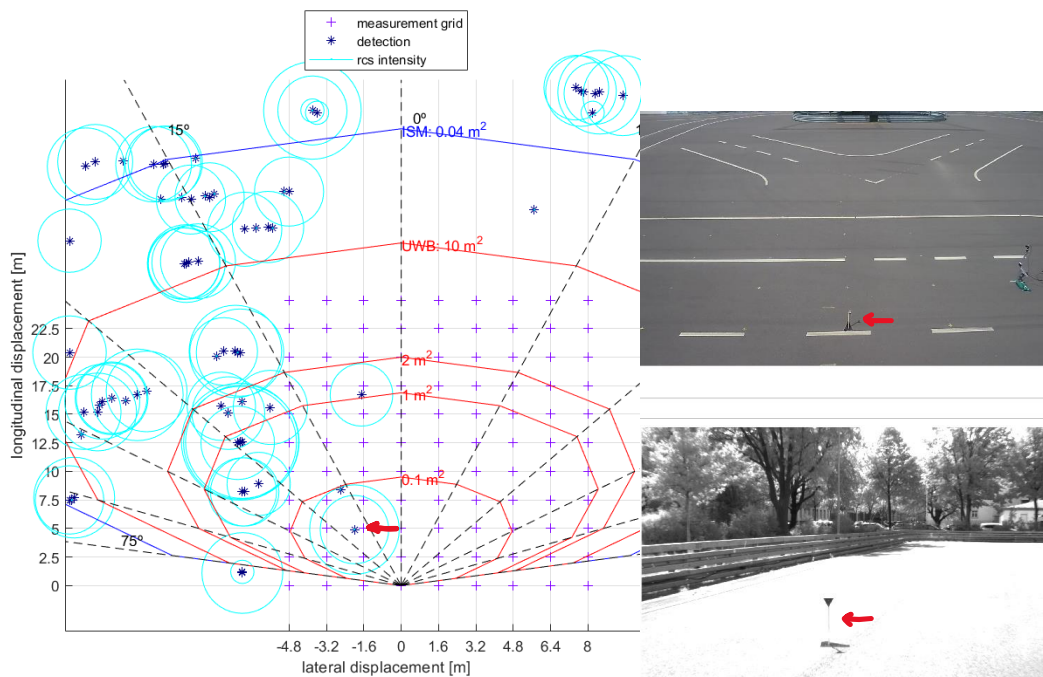 measurement grid
detection
rcs intensity
0º
15º
1
ISM: 0.04 m²
UWB: 10 m²
2 m²
1 m²
0.1 m²
75º
longitudinal displacement [m]
22.5
20
17.5
15
12.5
10
7.5
5
2.5
0
-4.8 -3.2 -1.6 0 1.6 3.2 4.8 6.4 8
lateral displacement [m]